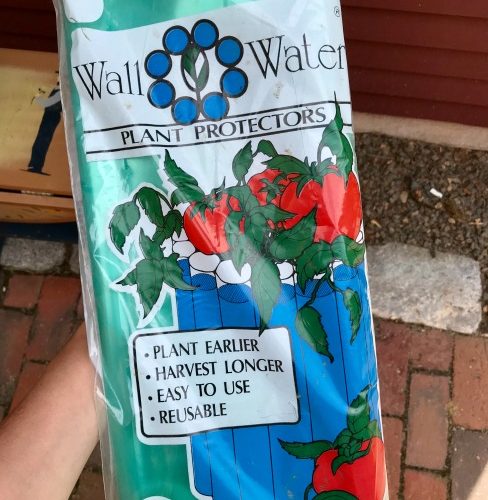 Wall Water
®
PLANT PROTECTORS
• PLANT EARLIER
• HARVEST LONGER
• EASY TO USE
• REUSABLE